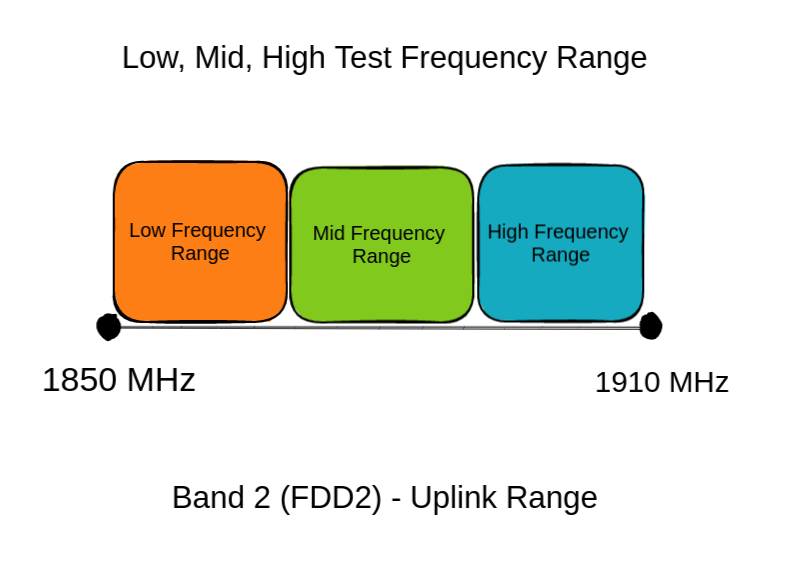 Low, Mid, High Test Frequency Range
Low Frequency
Range
Mid Frequency
Range
High Frequency
Range
1850 MHz
1910 MHz
Band 2 (FDD2) - Uplink Range